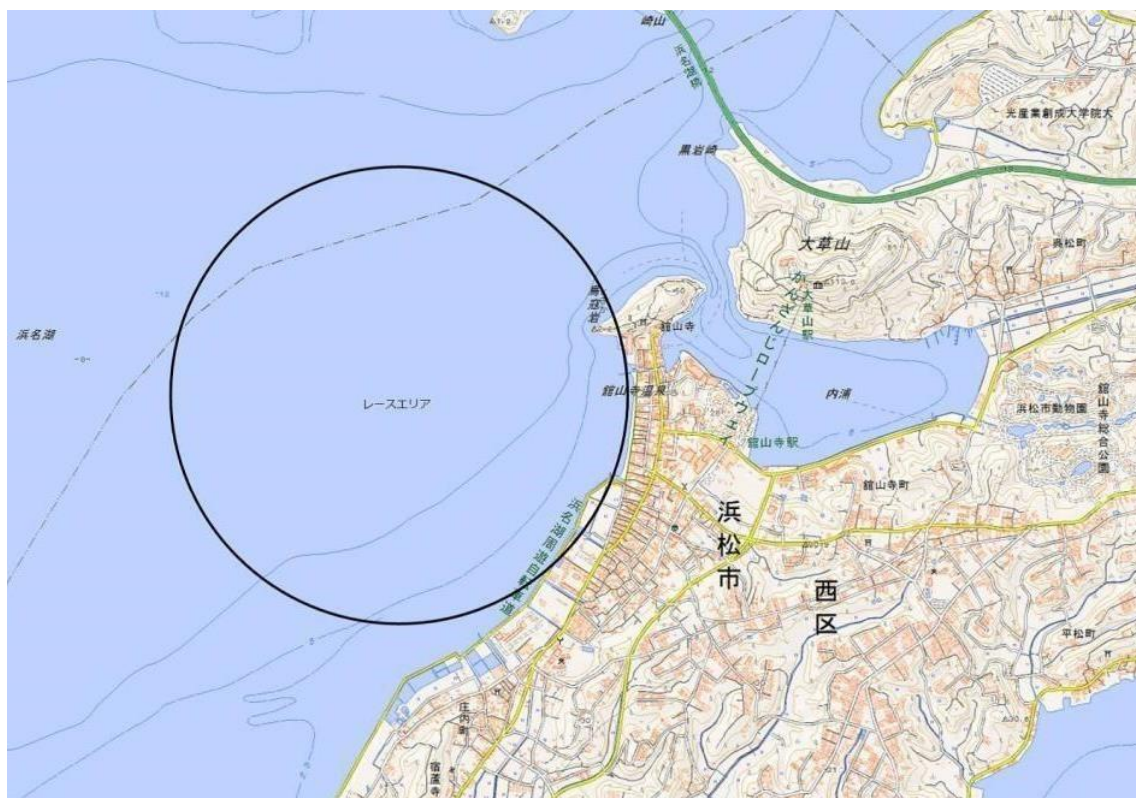 崎山
浜名湖橋
光産業創成大学院大
黒岩崎
大草山
呉松町
浜名湖
舘山寺
大草山駅
かんざんじロープウェイ
レースエリア
舘山寺温泉
内浦
浜松市動物園
舘山寺総合公園
舘山寺駅
舘山寺町
浜名湖周遊自転車道
浜松市
西区
平松町
庄内町
宿蘆寺